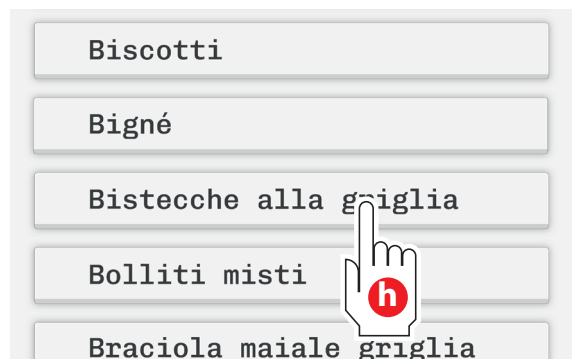 Biscotti
Bigné
Bistecche alla griglia
Bolliti misti
h
Braciola maiale griglia